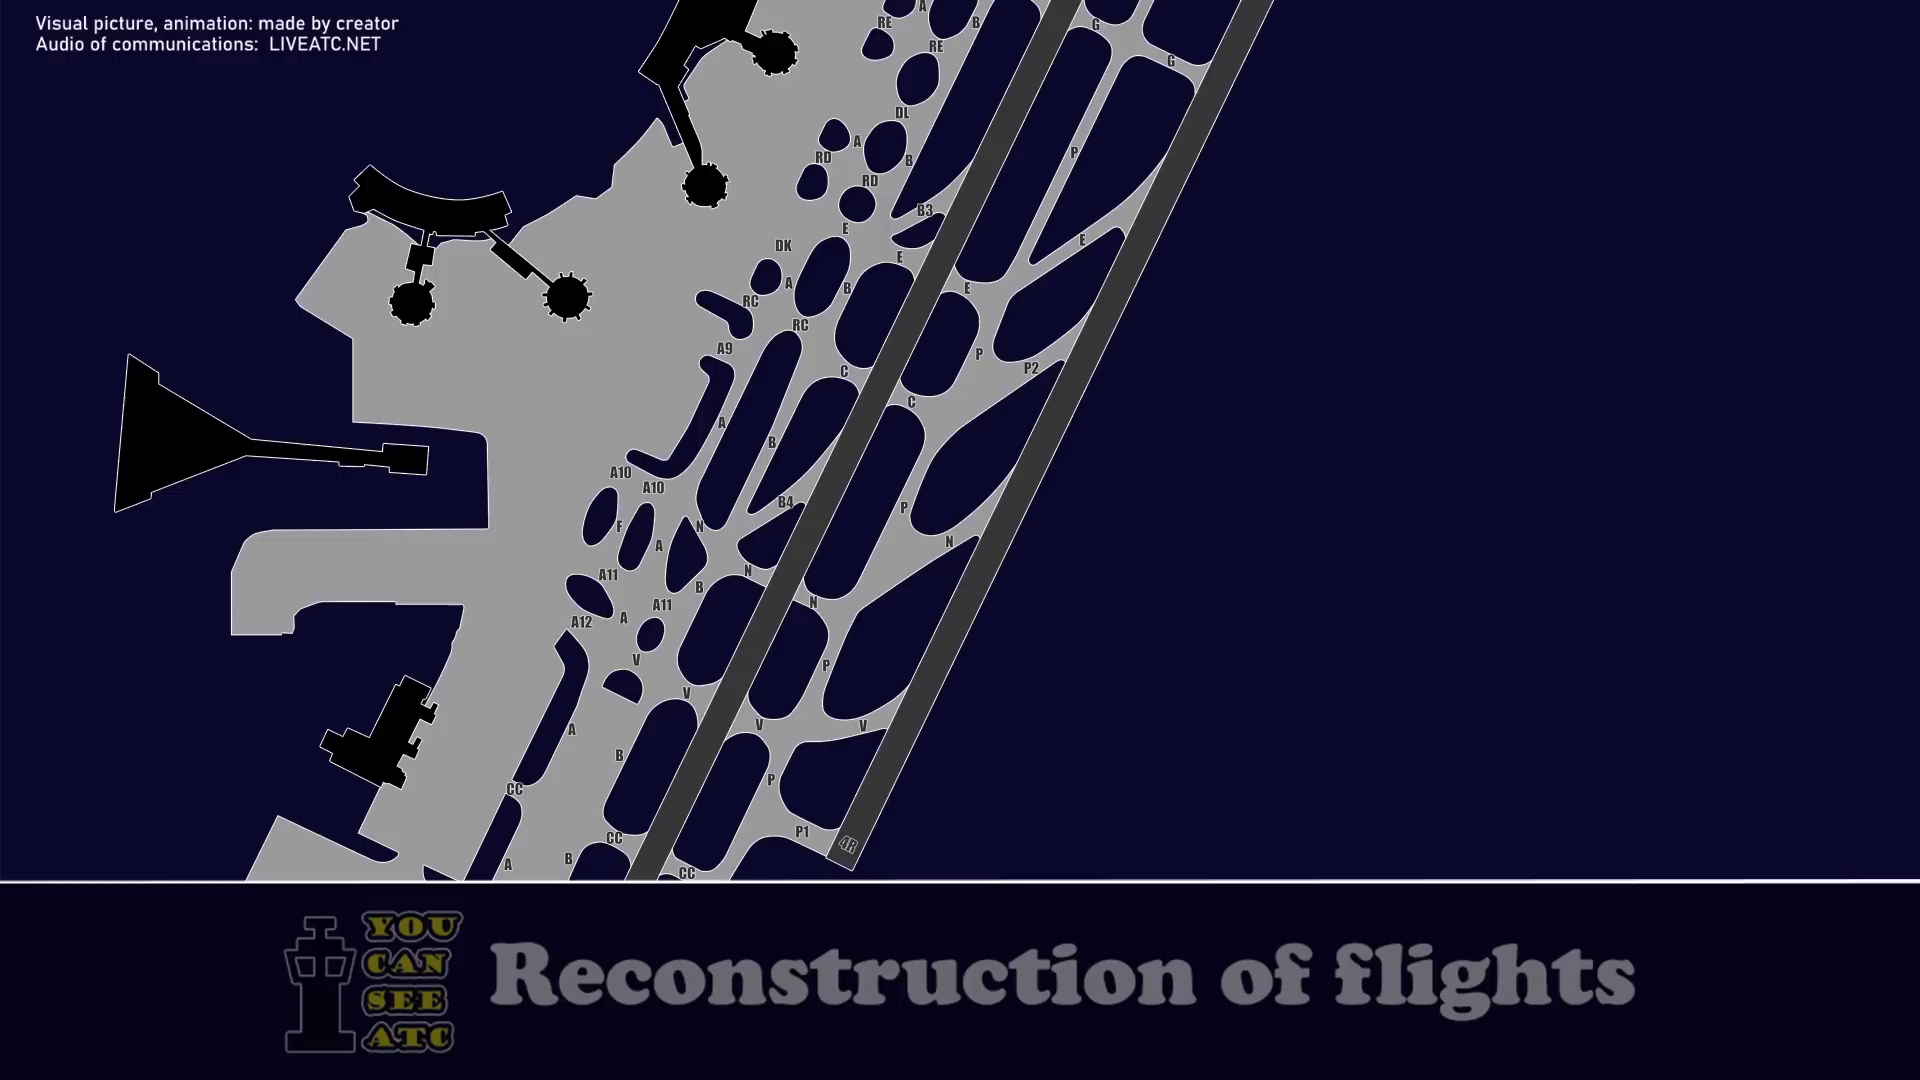 Visual picture, animation: made by creator
Audio of communications: LIVEATC.NET
A
RE
B
G
RE
G
DL
A
P
RD
B
RD
B3
E
E
DK
E
A
B
E
RC
RC
A9
P
P2
C
C
A
B
A10
A10
B4
P
F
N
A
N
N
A11
B
N
A11
A
A12
V
P
V
V
V
A
B
P
CC
P1
CC
4R
B
A
CC
YOU
CAN
SEE
ATC
Reconstruction of flights